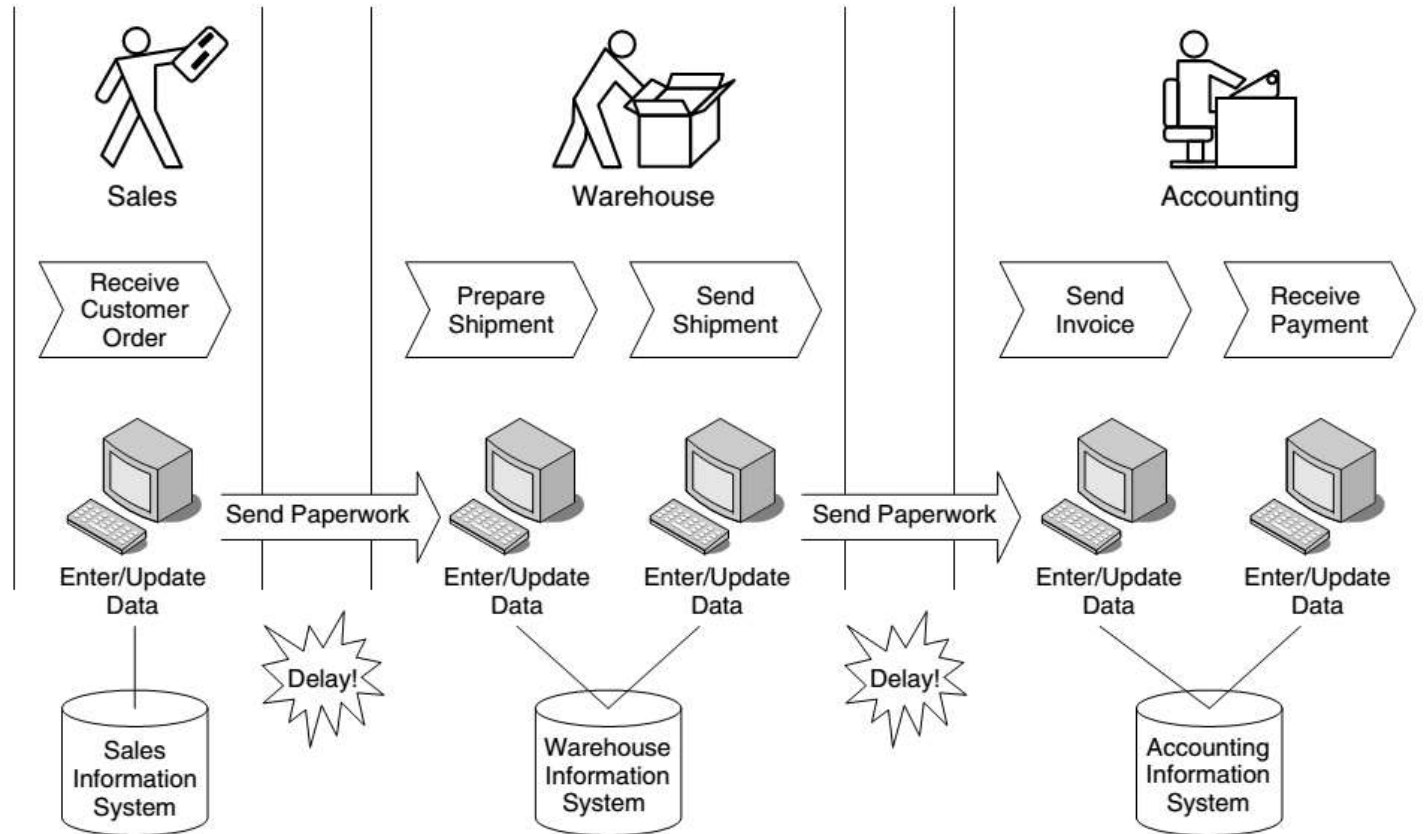 Sales
Warehouse
Accounting
Receive
Customer
Order
Prepare
Shipment
Send
Shipment
Send
Invoice
Receive
Payment
Send Paperwork
Send Paperwork
Enter/Update
Data
Enter/Update
Data
Enter/Update
Data
Enter/Update
Data
Enter/Update
Data
Delay!
Delay!
Sales
Information
System
Warehouse
Information
System
Accounting
Information
System